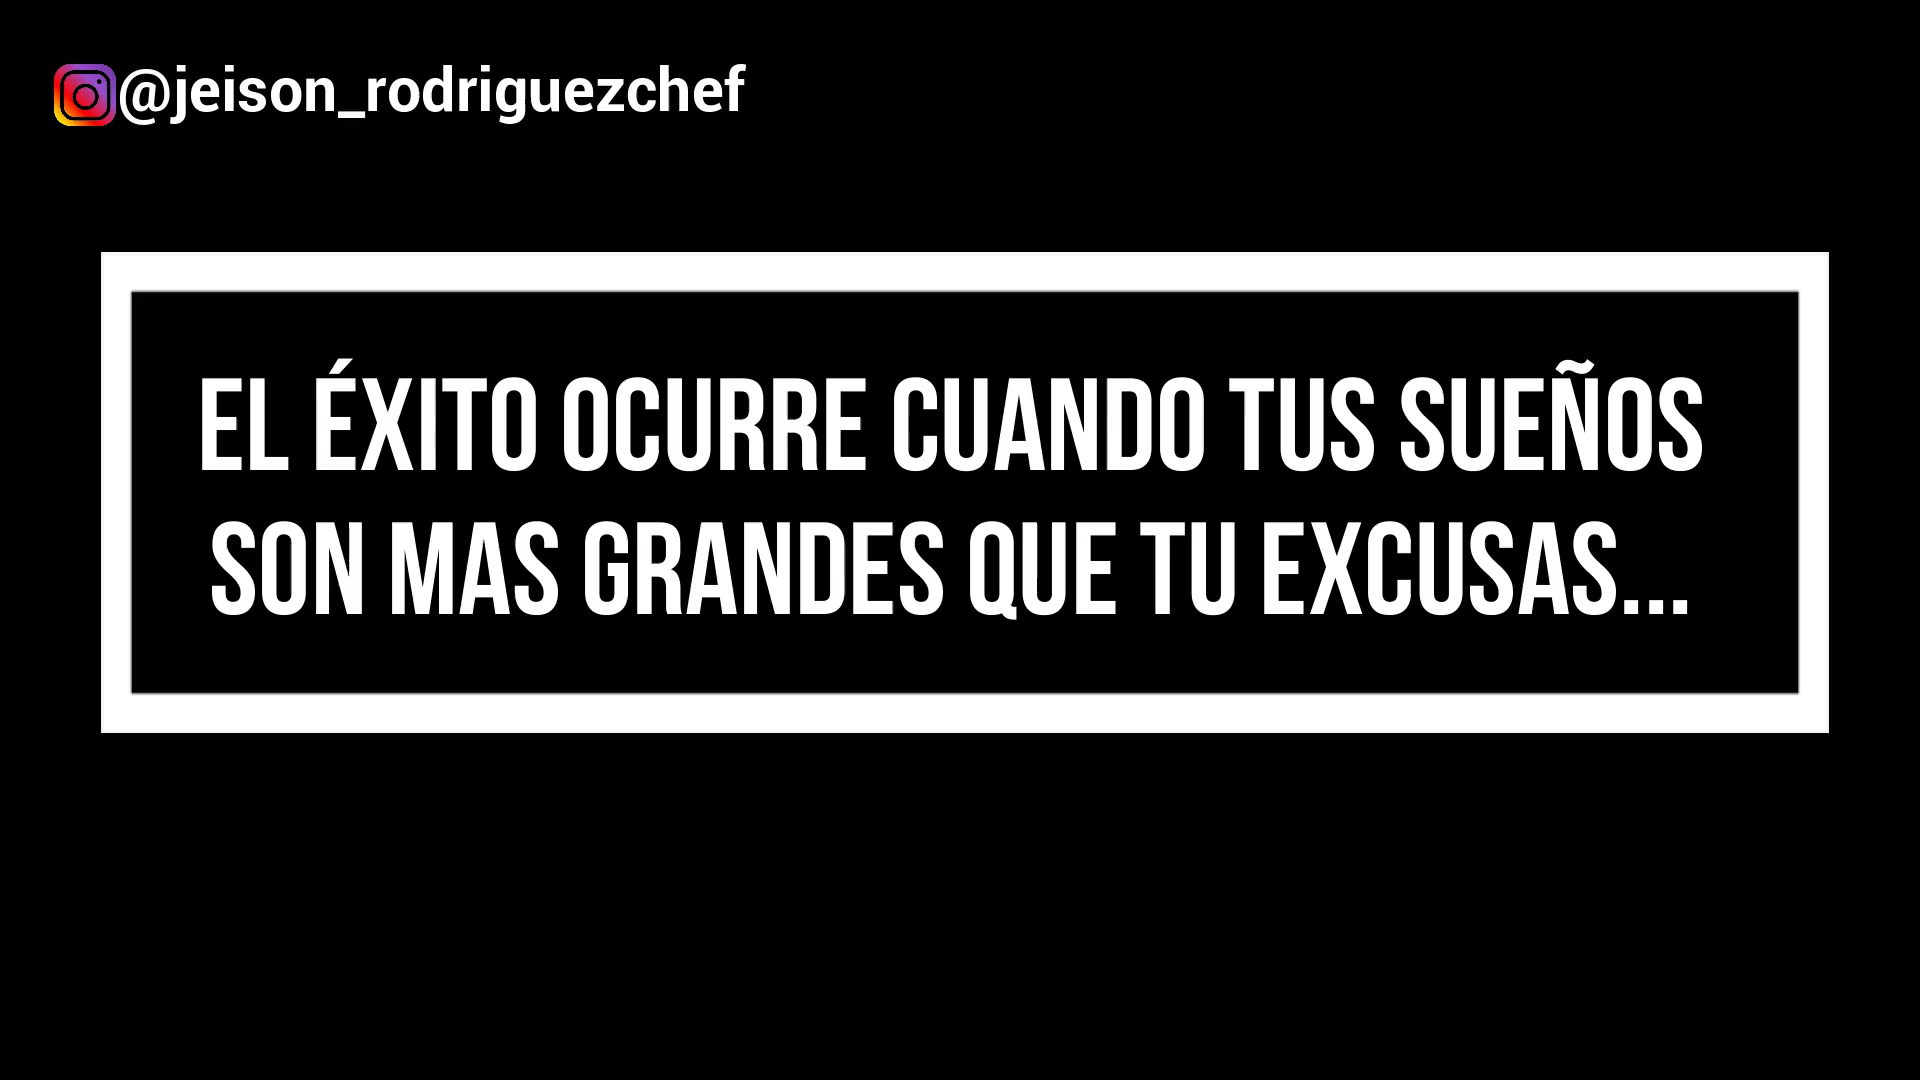 @jeison_rodriguezchef
EL ÉXITO OCURRE CUANDO TUS SUEÑOS
SON MAS GRANDES QUE TU EXCUSAS...